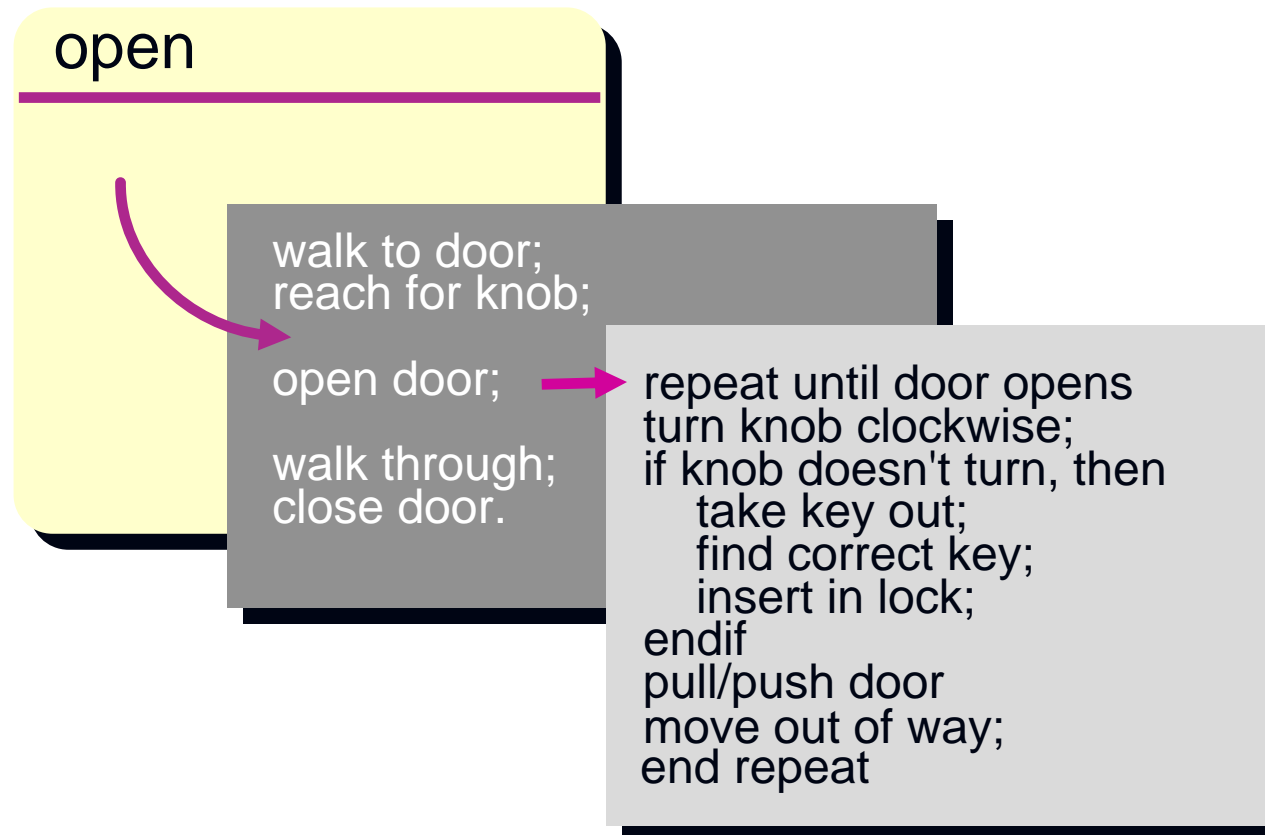 open
walk to door;
reach for knob;
open door;
walk through;
close door.
repeat until door opens
turn knob clockwise;
if knob doesn't turn, then
take key out;
find correct key;
insert in lock;
endif
pull/push door
move out of way;
end repeat